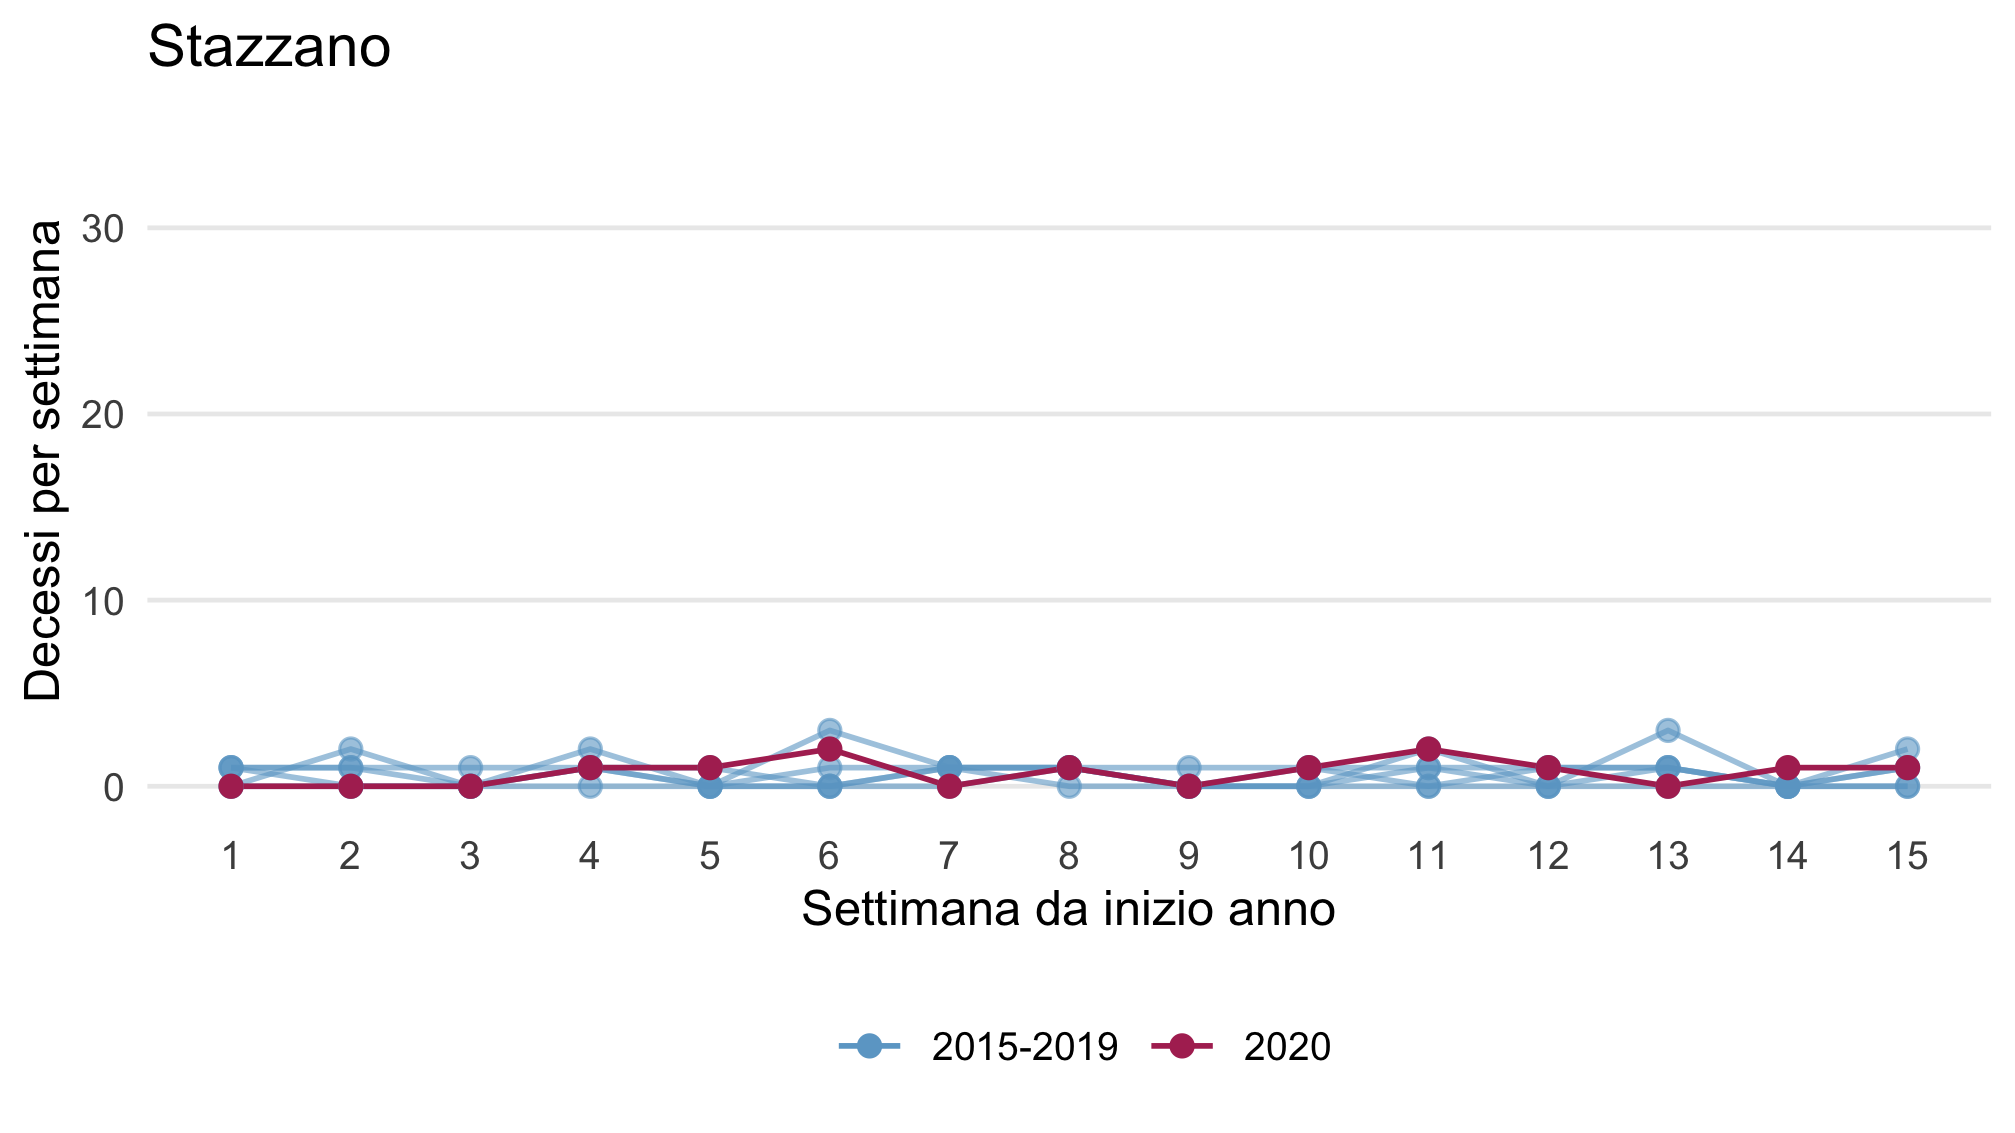 Stazzano
Decessi per settimana
30
20
10
0
1 2 3 4 5 6 7 8 9 10 11 12 13 14 15
Settimana da inizio anno
2015-2019 2020